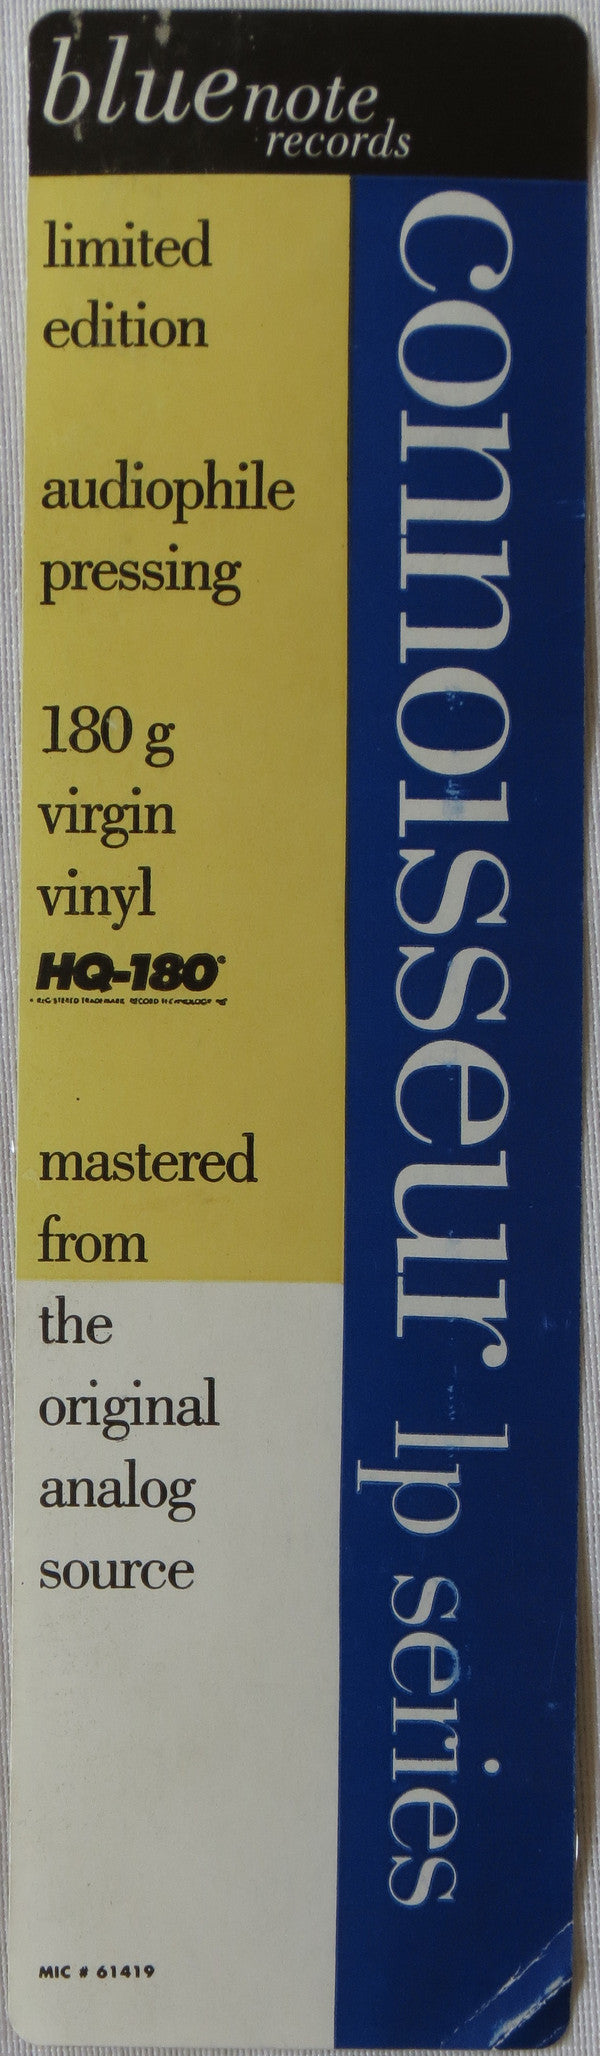 bluenote
records
limited
edition
audiophile
pressing
180 g
virgin
vinyl
HQ-180®
mastered
from
the
original
analog
source
MIC # 61419
connoisseur lp series